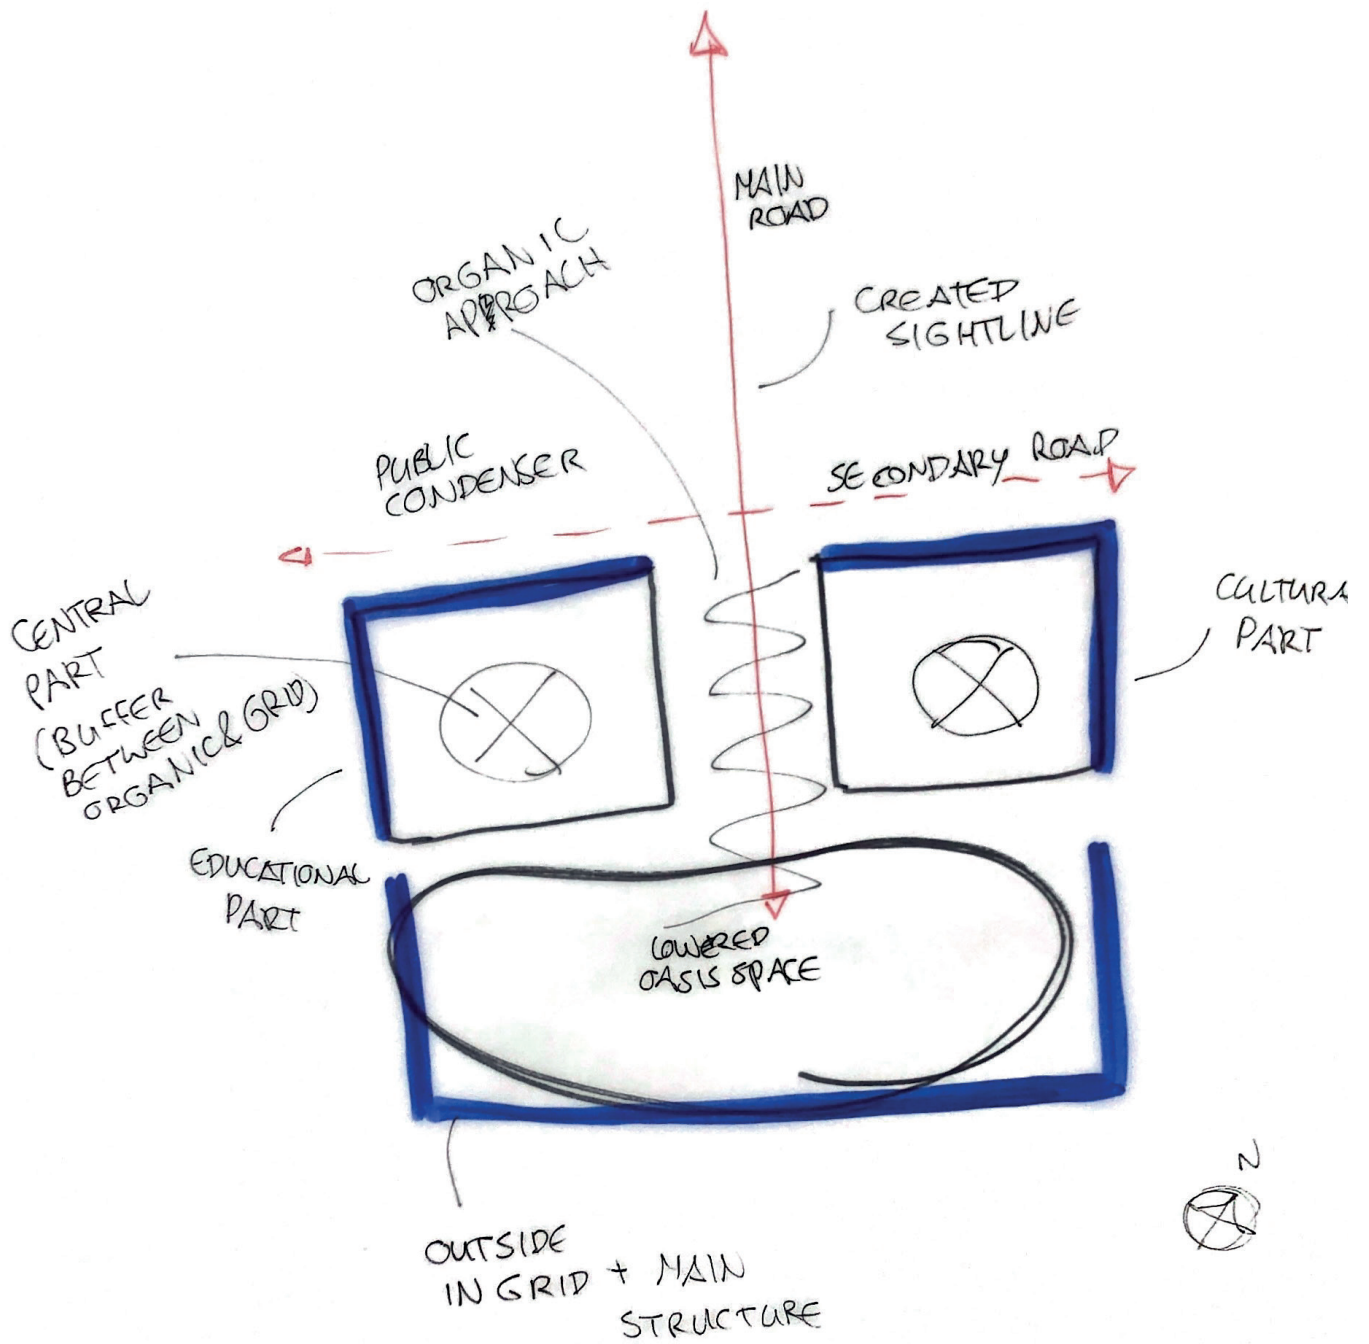 MAIN
ROAD
ORGANIC
APPROACH
CREATED
SIGHTLINE
PUBLIC
CONDENSER
SECONDARY ROAD
CENTRAL
PART
(BUFFER
BETWEEN
ORGANIC & GRID)
CULTURA
PART
EDUCATIONAL
PART
LOWERED
OASIS SPACE
N
OUTSIDE
IN GRID + MAIN
STRUCTURE